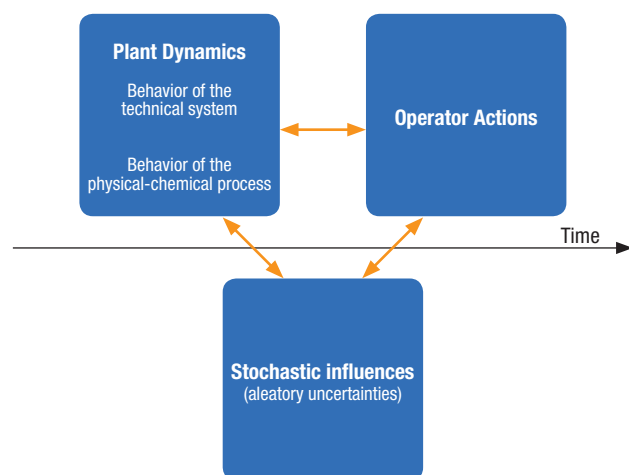 Plant Dynamics
Behavior of the
technical system
Behavior of the
physical-chemical process
Operator Actions
Time
Stochastic influences
(aleatory uncertainties)